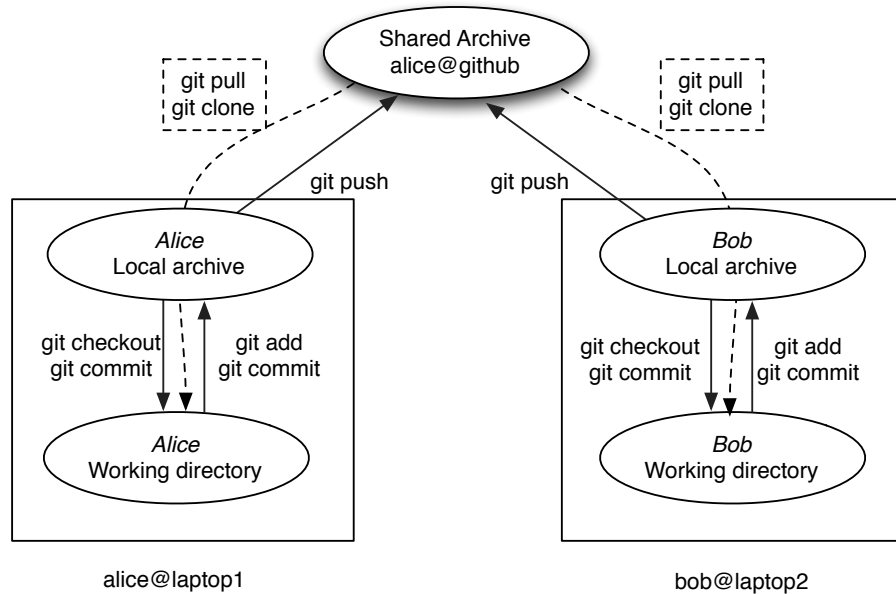 Shared Archive
alice@github
git pull
git clone
git pull
git clone
git push
git push
Alice
Local archive
Bob
Local archive
git checkout
git commit
git add
git commit
git checkout
git commit
git add
git commit
Alice
Working directory
Bob
Working directory
alice@laptop1
bob@laptop2